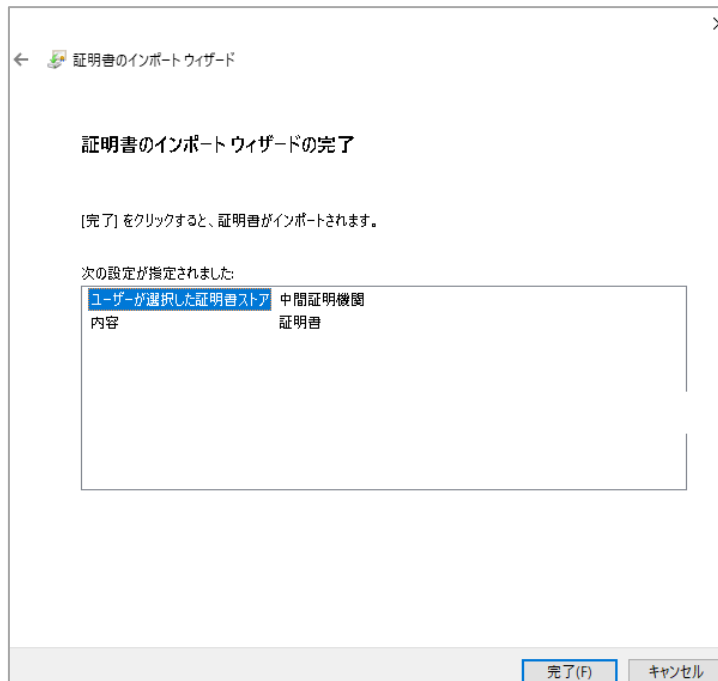 証明書のインポート ウィザード
証明書のインポート ウィザードの完了
[完了] をクリックすると、証明書がインポートされます。
次の設定が指定されました:
ユーザーが選択した証明書ストア 中間証明機関
内容 証明書
完了(F) キャンセル